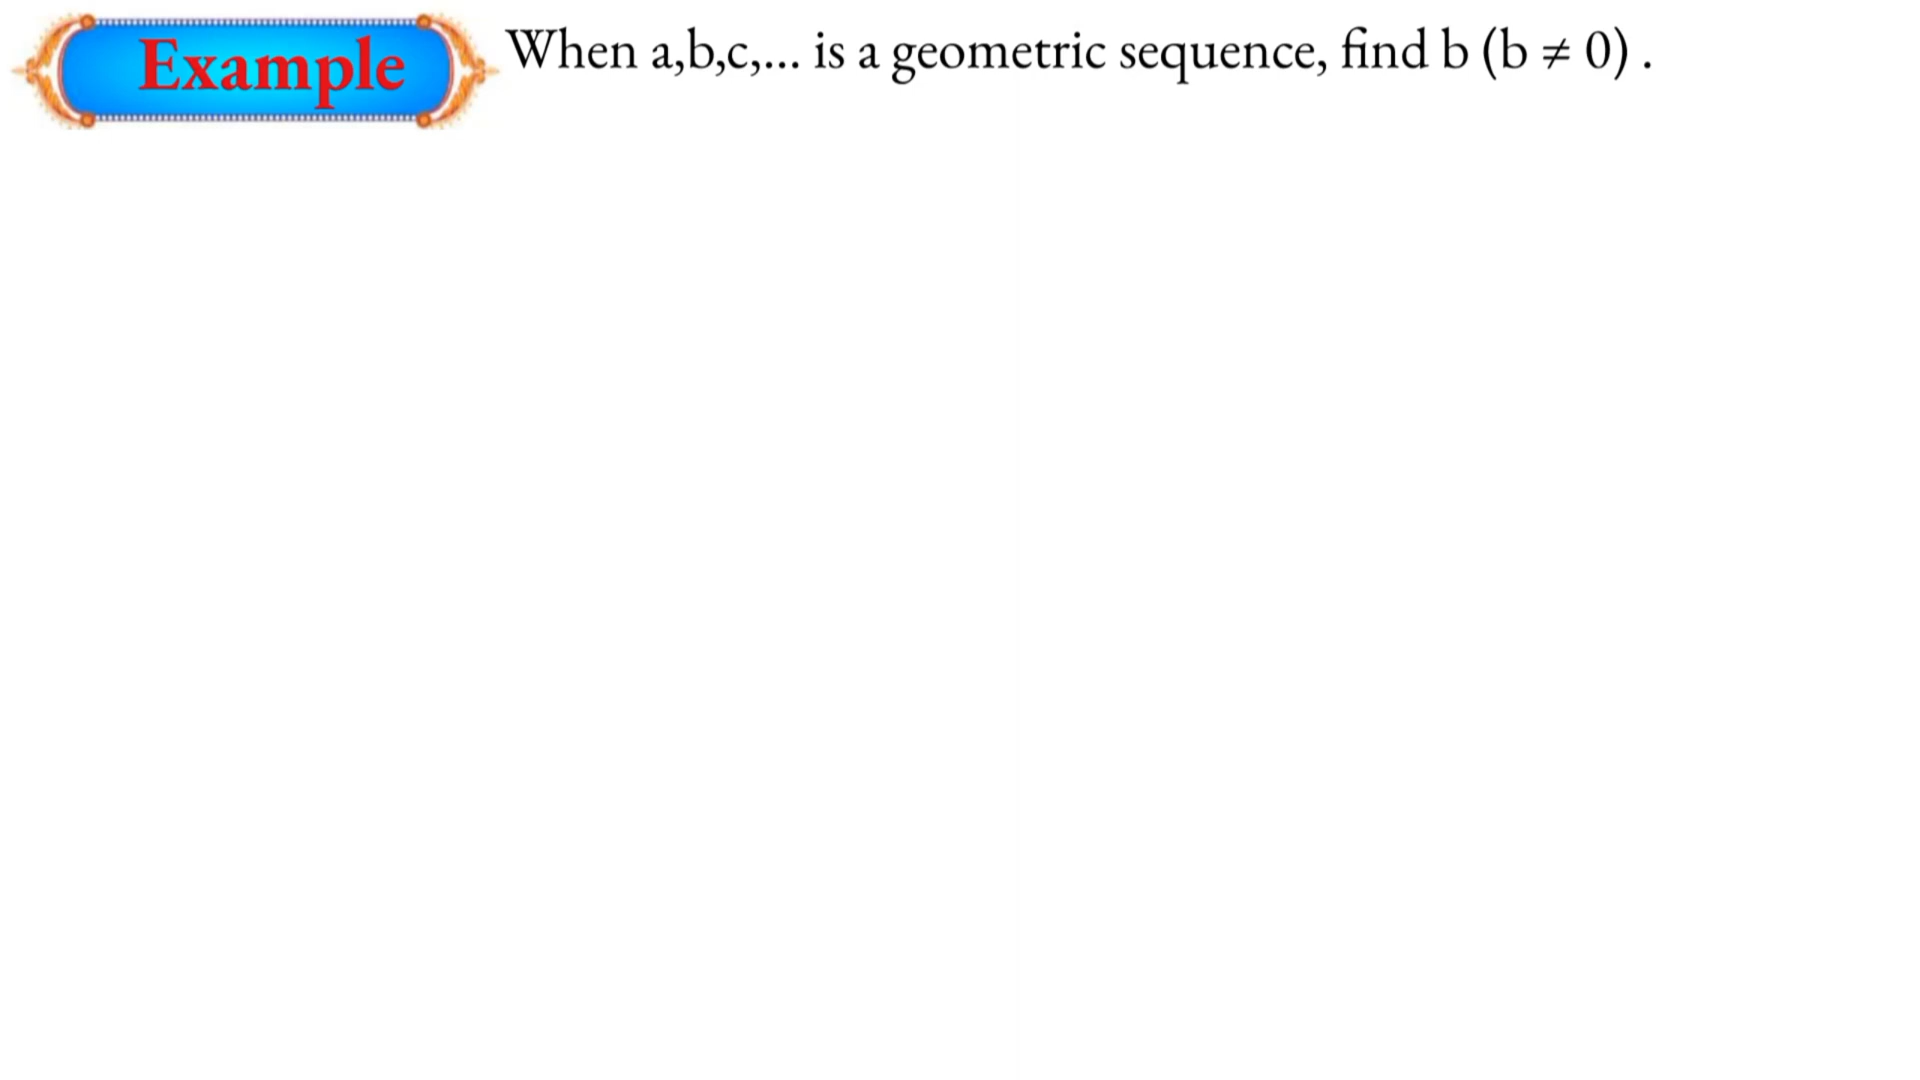 Example
When a,b,c,... is a geometric sequence, find b (b ≠ 0) .